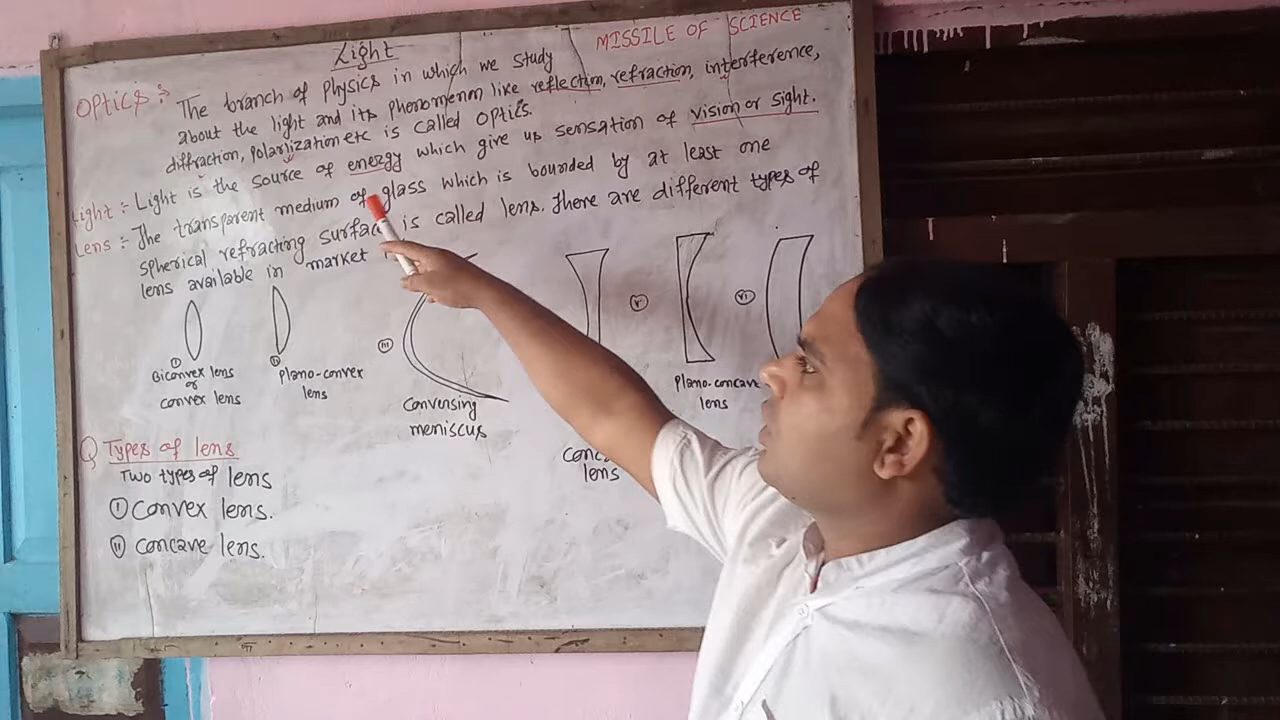 Light
MISSILE OF SCIENCE
Optics :- The branch of Physics in which we study
about the light and its phenomenon like reflection, refraction, interference,
diffraction, polarization etc is called optics.
Light :- Light is the source of energy which give us sensation of vision or sight.
Lens :- The transparent medium of glass which is bounded by at least one
spherical refracting surface is called lens. There are different types of
lens available in market
(i)
Biconvex lens
or
convex lens
(ii)
Plano-convex
lens
(iii)
Conversing
meniscus
lens
(v)
Plano-concave
lens
(vi)
Q Types of lens
Two types of lens
(i) Convex lens.
(ii) Concave lens.